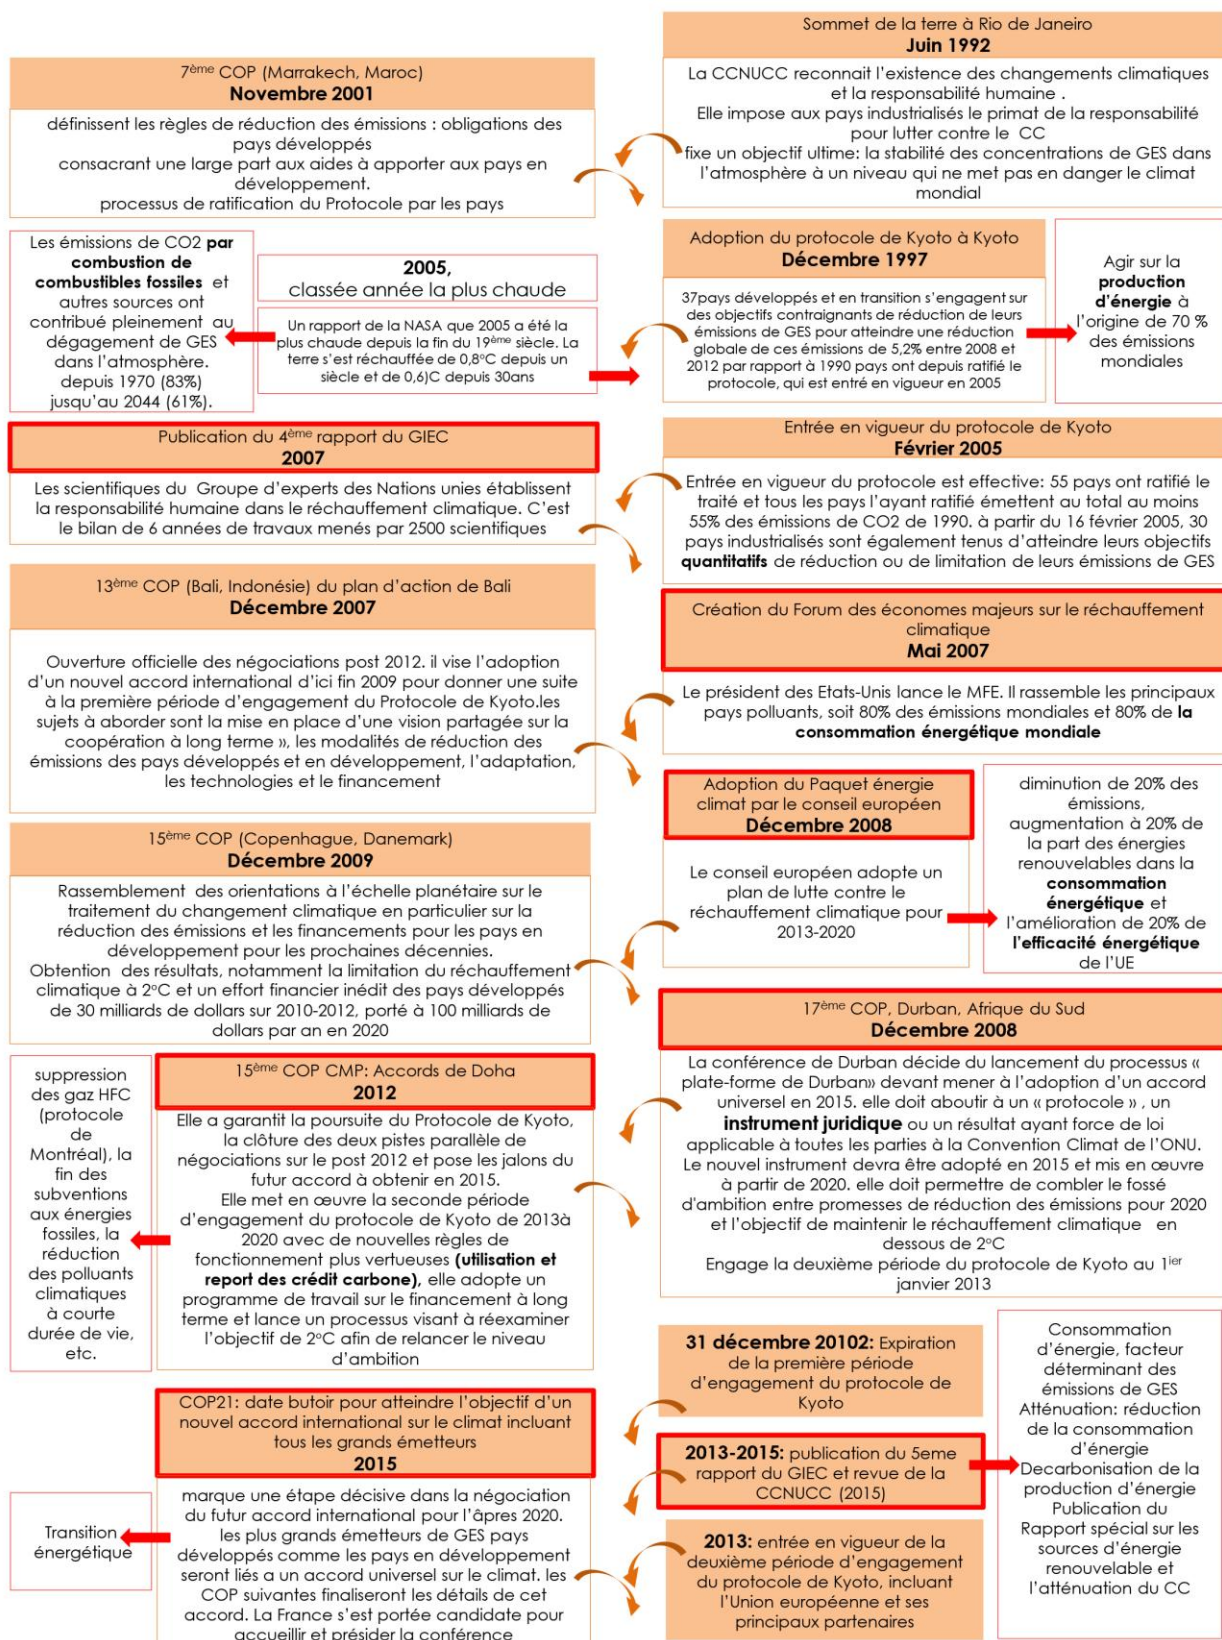 Sommet de la terre à Rio de Janeiro
Juin 1992
La CCNUCC reconnait l'existence des changements climatiques
et la responsabilité humaine .
Elle impose aux pays industrialisés le primat de la responsabilité
pour lutter contre le CC
fixe un objectif ultime: la stabilité des concentrations de GES dans
l'atmosphère à un niveau qui ne met pas en danger le climat
mondial
7ème COP (Marrakech, Maroc)
Novembre 2001
définissent les règles de réduction des émissions : obligations des
pays développés
consacrant une large part aux aides à apporter aux pays en
développement.
processus de ratification du Protocole par les pays
Adoption du protocole de Kyoto à Kyoto
Décembre 1997
37pays développés et en transition s'engagent sur
des objectifs contraignants de réduction de leurs
émissions de GES pour atteindre une réduction
globale de ces émissions de 5,2% entre 2008 et
2012 par rapport à 1990 pays ont depuis ratifié le
protocole, qui est entré en vigueur en 2005
Agir sur la
production
d'énergie à
l'origine de 70 %
des émissions
mondiales
Les émissions de CO2 par
combustion de
combustibles fossiles et
autres sources ont
contribué pleinement au
dégagement de GES
dans l'atmosphère.
depuis 1970 (83%)
jusqu'au 2044 (61%).
2005,
classée année la plus chaude
Un rapport de la NASA que 2005 a été la
plus chaude depuis la fin du 19ème siècle. La
terre s'est réchauffée de 0,8°C depuis un
siècle et de 0,6)C depuis 30ans
Entrée en vigueur du protocole de Kyoto
Février 2005
Entrée en vigueur du protocole est effective: 55 pays ont ratifié le
traité et tous les pays l'ayant ratifié émettent au total au moins
55% des émissions de CO2 de 1990. à partir du 16 février 2005, 30
pays industrialisés sont également tenus d'atteindre leurs objectifs
quantitatifs de réduction ou de limitation de leurs émissions de GES
Publication du 4ème rapport du GIEC
2007
Les scientifiques du Groupe d'experts des Nations unies établissent
la responsabilité humaine dans le réchauffement climatique. C'est
le bilan de 6 années de travaux menés par 2500 scientifiques
Création du Forum des économes majeurs sur le réchauffement
climatique
Mai 2007
Le président des Etats-Unis lance le MFE. Il rassemble les principaux
pays polluants, soit 80% des émissions mondiales et 80% de la
consommation énergétique mondiale
13ème COP (Bali, Indonésie) du plan d'action de Bali
Décembre 2007
Ouverture officielle des négociations post 2012. il vise l'adoption
d'un nouvel accord international d'ici fin 2009 pour donner une suite
à la première période d'engagement du Protocole de Kyoto.les
sujets à aborder sont la mise en place d'une vision partagée sur la
coopération à long terme », les modalités de réduction des
émissions des pays développés et en développement, l'adaptation,
les technologies et le financement
Adoption du Paquet énergie
climat par le conseil européen
Décembre 2008
Le conseil européen adopte un
plan de lutte contre le
réchauffement climatique pour
2013-2020
diminution de 20% des
émissions,
augmentation à 20% de
la part des énergies
renouvelables dans la
consommation
énergétique et
l'amélioration de 20% de
l'efficacité énergétique
de l'UE
15ème COP (Copenhague, Danemark)
Décembre 2009
Rassemblement des orientations à l'échelle planétaire sur le
traitement du changement climatique en particulier sur la
réduction des émissions et les financements pour les pays en
développement pour les prochaines décennies.
Obtention des résultats, notamment la limitation du réchauffement
climatique à 2°C et un effort financier inédit des pays développés
de 30 milliards de dollars sur 2010-2012, porté à 100 milliards de
dollars par an en 2020
17ème COP, Durban, Afrique du Sud
Décembre 2008
La conférence de Durban décide du lancement du processus «
plate-forme de Durban» devant mener à l'adoption d'un accord
universel en 2015. elle doit aboutir à un « protocole » , un
instrument juridique ou un résultat ayant force de loi
applicable à toutes les parties à la Convention Climat de l'ONU.
Le nouvel instrument devra être adopté en 2015 et mis en œuvre
à partir de 2020. elle doit permettre de combler le fossé
d'ambition entre promesses de réduction des émissions pour 2020
et l'objectif de maintenir le réchauffement climatique en
dessous de 2°C
Engage la deuxième période du protocole de Kyoto au 1ier
janvier 2013
15ème COP CMP: Accords de Doha
2012
Elle a garantit la poursuite du Protocole de Kyoto,
la clôture des deux pistes parallèle de
négociations sur le post 2012 et pose les jalons du
futur accord à obtenir en 2015.
Elle met en œuvre la seconde période
d'engagement du protocole de Kyoto de 2013à
2020 avec de nouvelles règles de
fonctionnement plus vertueuses (utilisation et
report des crédit carbone), elle adopte un
programme de travail sur le financement à long
terme et lance un processus visant à réexaminer
l'objectif de 2°C afin de relancer le niveau
d'ambition
suppression
des gaz HFC
(protocole
de
Montréal), la
fin des
subventions
aux énergies
fossiles, la
réduction
des polluants
climatiques
à courte
durée de vie,
etc.
31 décembre 20102: Expiration
de la première période
d'engagement du protocole de
Kyoto
2013-2015: publication du 5eme
rapport du GIEC et revue de la
CCNUCC (2015)
Consommation
d'énergie, facteur
déterminant des
émissions de GES
Atténuation: réduction
de la consommation
d'énergie
Decarbonisation de la
production d'énergie
Publication du
Rapport spécial sur les
sources d'énergie
renouvelable et
l'atténuation du CC
COP21: date butoir pour atteindre l'objectif d'un
nouvel accord international sur le climat incluant
tous les grands émetteurs
2015
marque une étape décisive dans la négociation
du futur accord international pour l'âpres 2020.
les plus grands émetteurs de GES pays
développés comme les pays en développement
seront liés a un accord universel sur le climat. les
COP suivantes finaliseront les détails de cet
accord. La France s'est portée candidate pour
accueillir et présider la conférence
Transition
énergétique
2013: entrée en vigueur de la
deuxième période d'engagement
du protocole de Kyoto, incluant
l'Union européenne et ses
principaux partenaires